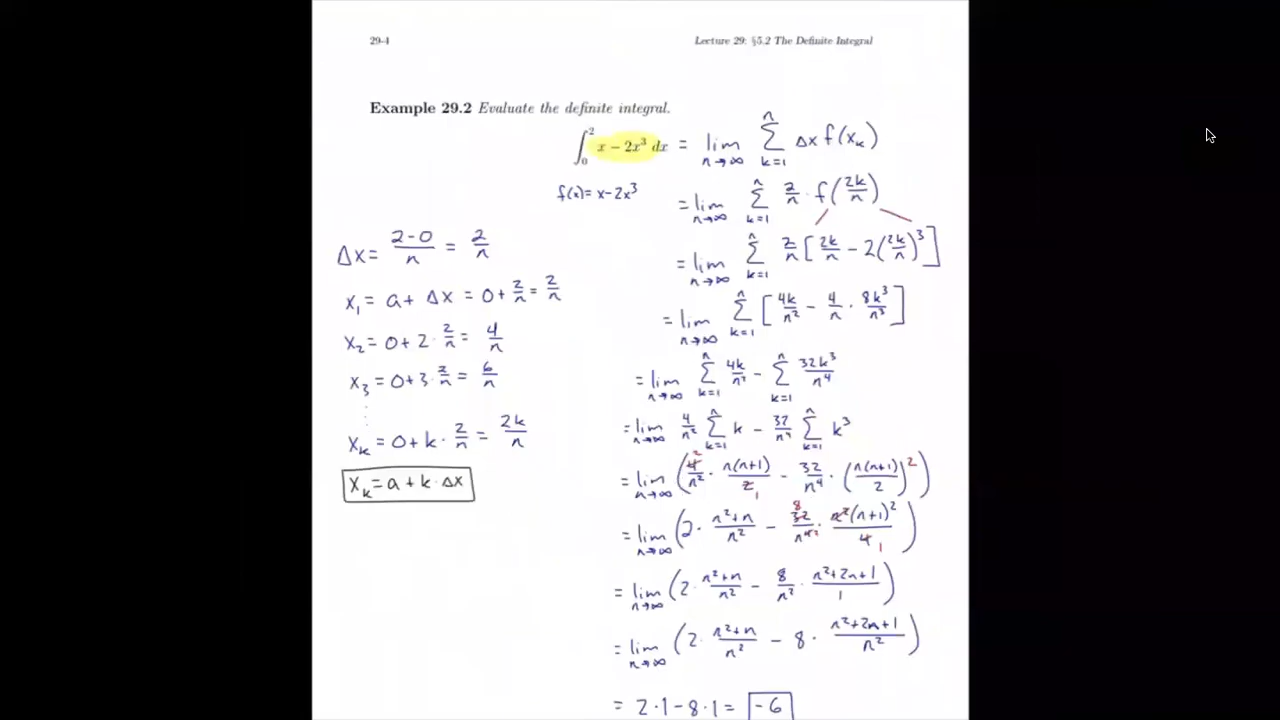 29-4 Lecture 29: §5.2 The Definite Integral
Example 29.2 Evaluate the definite integral.
∫₀² x − 2x³ dx = lim_{n→∞} Σ_{k=1}^{n} Δx f(x_k)
f(x) = x − 2x³
= lim_{n→∞} Σ_{k=1}^{n} 2/n · f(2k/n)
= lim_{n→∞} Σ_{k=1}^{n} 2/n [2k/n − 2(2k/n)³]
= lim_{n→∞} Σ_{k=1}^{n} [4k/n² − 4/n · 8k³/n³]
= lim_{n→∞} Σ_{k=1}^{n} 4k/n² − Σ_{k=1}^{n} 32k³/n⁴
= lim_{n→∞} 4/n² Σ_{k=1}^{n} k − 32/n⁴ Σ_{k=1}^{n} k³
= lim_{n→∞} (4/n² · n(n+1)/2 − 32/n⁴ · (n(n+1)/2)²)
= lim_{n→∞} (2 · n²+n/n² − 32/n⁴ · n²(n+1)²/4)
= lim_{n→∞} (2 · n²+n/n² − 8/n² · n²+2n+1/1)
= lim_{n→∞} (2 · n²+n/n² − 8 · n²+2n+1/n²)
= 2·1 − 8·1 = -6
Δx = 2−0/n = 2/n
x₁ = a + Δx = 0 + 2/n = 2/n
x₂ = 0 + 2 · 2/n = 4/n
x₃ = 0 + 3 · 2/n = 6/n
x_k = 0 + k · 2/n = 2k/n
x_k = a + k · Δx